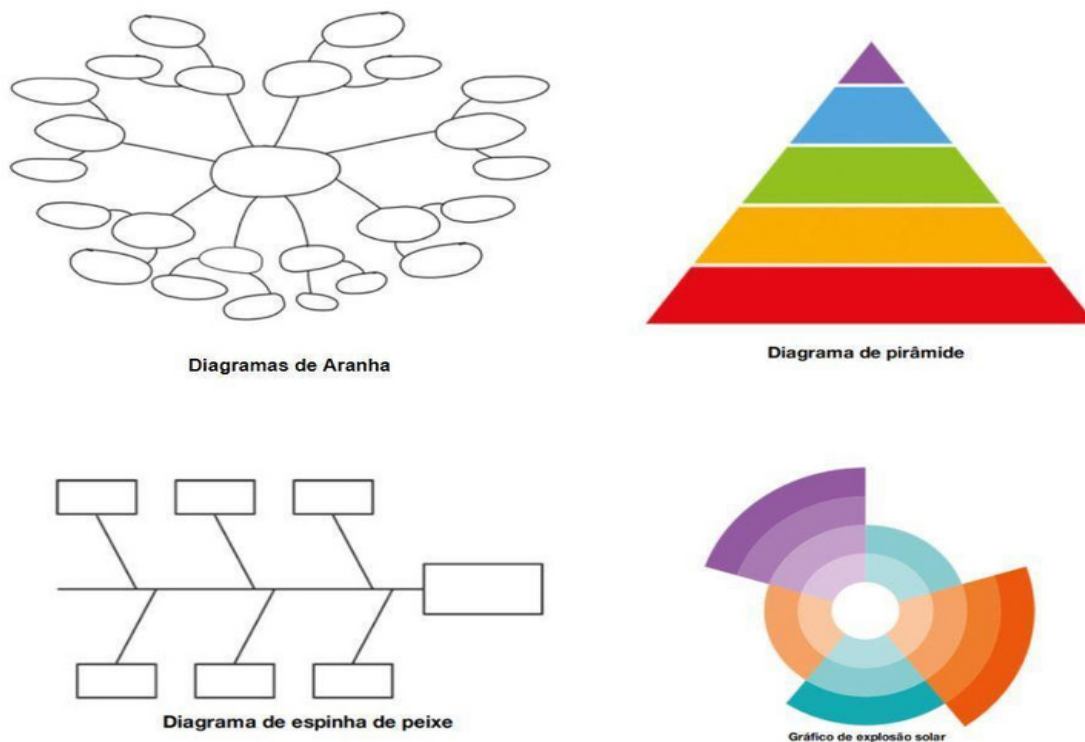 Diagramas de Aranha
Diagrama de pirâmide
Diagrama de espinha de peixe
Gráfico de explosão solar